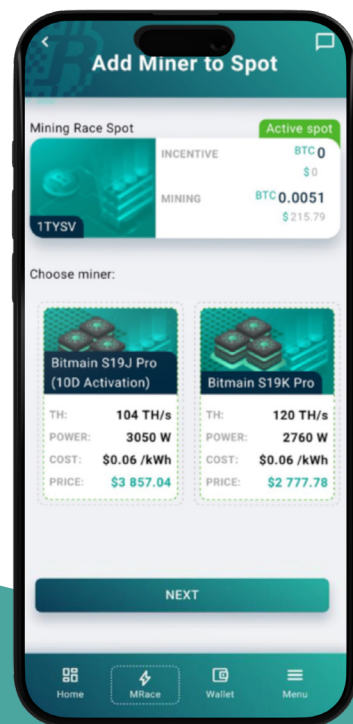 Add Miner to Spot
Mining Race Spot
Active spot
INCENTIVE
BTC 0
$ 0
MINING
BTC 0.0051
$ 215.79
1TYSV
Choose miner:
Bitmain S19J Pro
(10D Activation)
TH: 104 TH/s
POWER: 3050 W
COST: $0.06 /kWh
PRICE: $3 857.04
Bitmain S19K Pro
TH: 120 TH/s
POWER: 2760 W
COST: $0.06 /kWh
PRICE: $2 777.78
NEXT
Home
MRace
Wallet
Menu